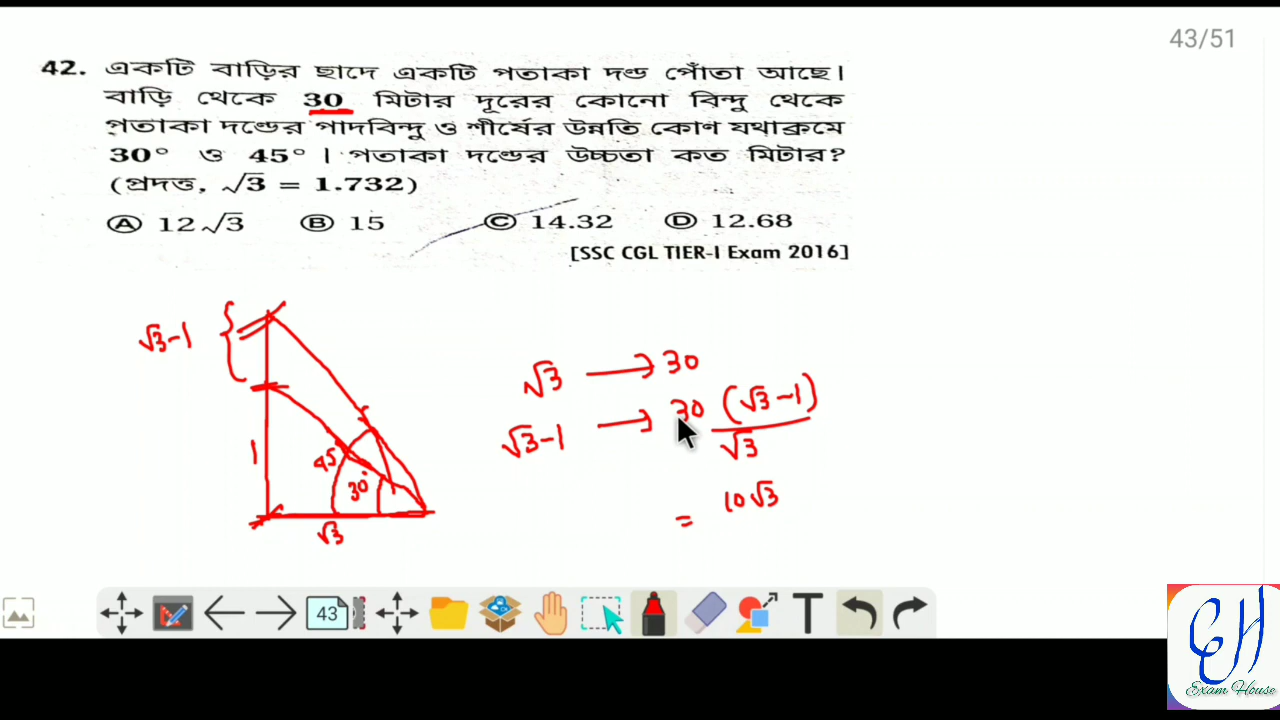 43/51
42. একটি বাড়ির ছাদে একটি পতাকা দণ্ড পোঁতা আছে।
বাড়ি থেকে 30 মিটার দূরের কোনো বিন্দু থেকে
পতাকা দণ্ডের পাদবিন্দু ও শীর্ষের উন্নতি কোণ যথাক্রমে
30° ও 45° । পতাকা দণ্ডের উচ্চতা কত মিটার?
(প্রদত্ত, √3 = 1.732)
Ⓐ 12√3 Ⓑ 15 Ⓒ 14.32 Ⓓ 12.68
[SSC CGL TIER-I Exam 2016]
√3-1
1
45
30°
√3
√3 → 30
√3-1 → 30 (√3-1)
√3
= 10√3
43
T
EH
Exam House